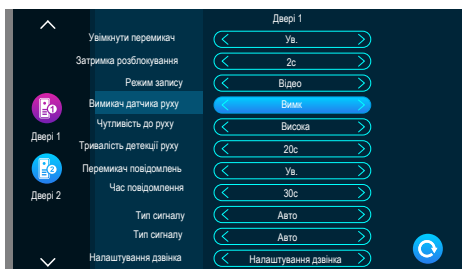 Двері 1
Увімкнути перемикач
Ув.
Затримка розблокування
2с
Режим запису
Відео
Вимикач датчика руху
Вимк
Чутливість до руху
Висока
Двері 1
Тривалість детекції руху
20с
Перемикач повідомлень
Ув.
Час повідомлення
30с
Двері 2
Тип сигналу
Авто
Тип сигналу
Авто
Налаштування дзвінка
Налаштування дзвінка